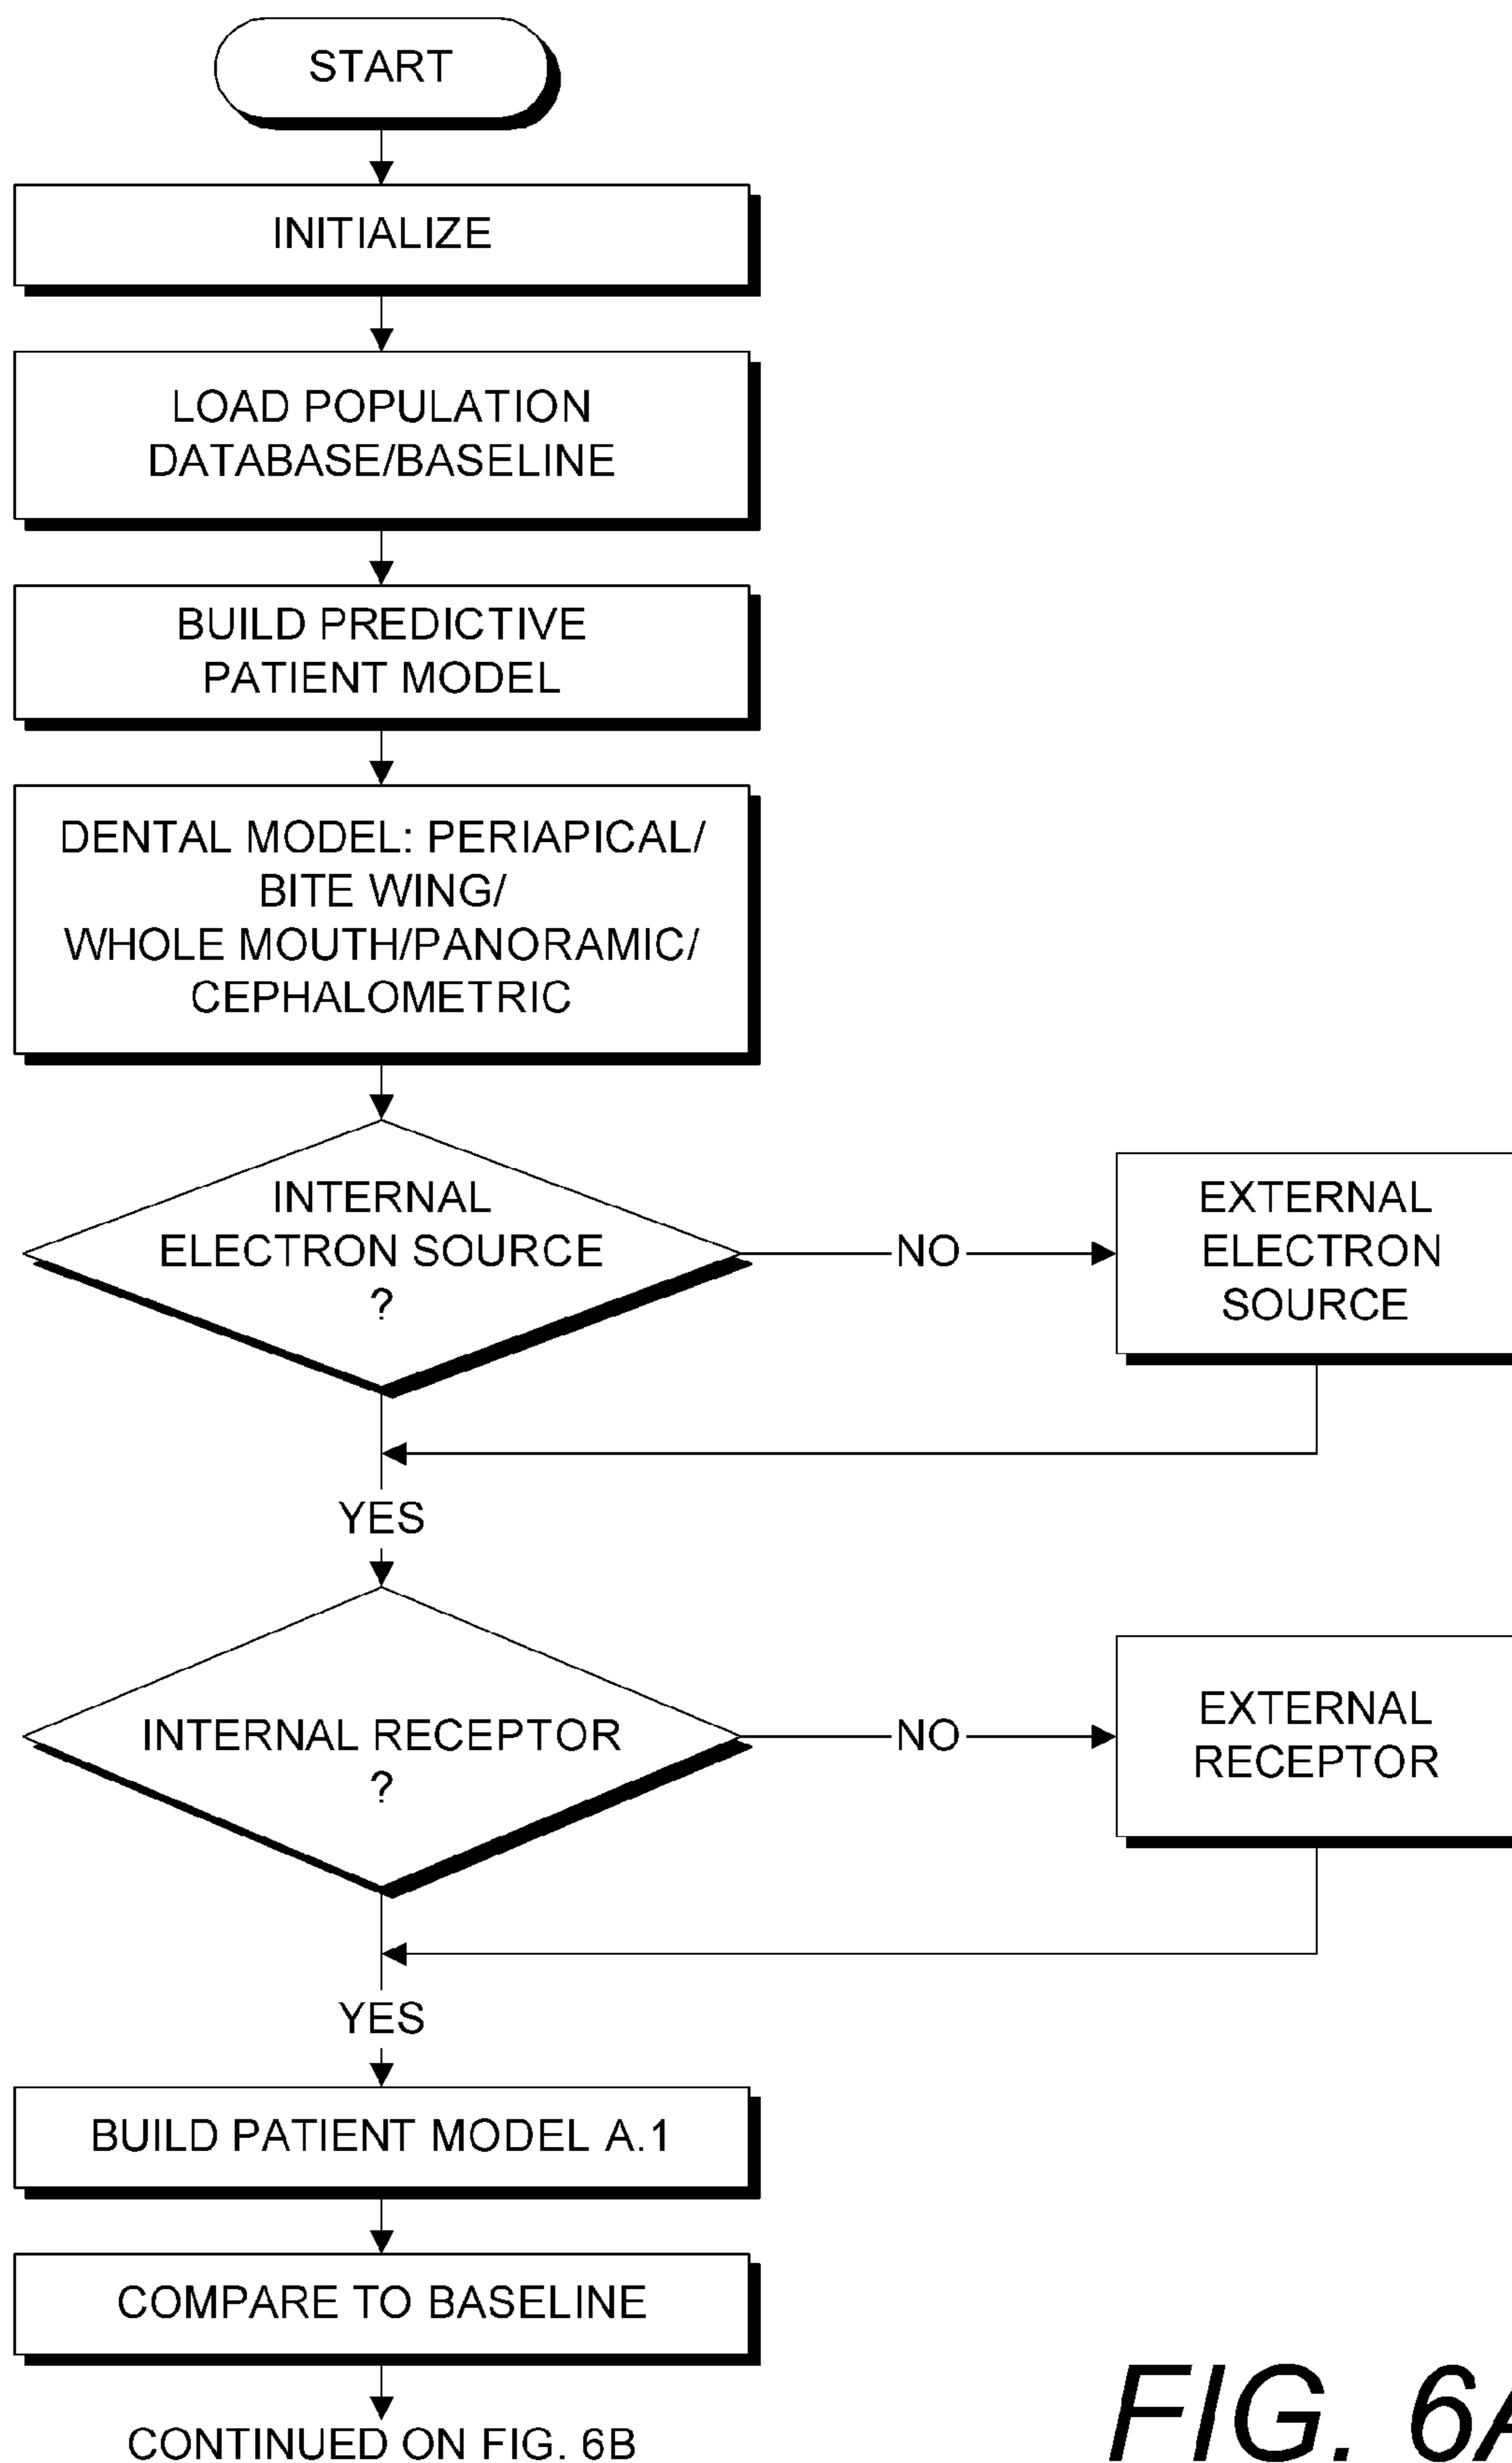 START
INITIALIZE
LOAD POPULATION
DATABASE/BASELINE
BUILD PREDICTIVE
PATIENT MODEL
DENTAL MODEL: PERIAPICAL/
BITE WING/
WHOLE MOUTH/PANORAMIC/
CEPHALOMETRIC
INTERNAL
ELECTRON SOURCE
?
NO
EXTERNAL
ELECTRON
SOURCE
YES
INTERNAL RECEPTOR
?
NO
EXTERNAL
RECEPTOR
YES
BUILD PATIENT MODEL A.1
COMPARE TO BASELINE
CONTINUED ON FIG. 6B
FIG. 6A